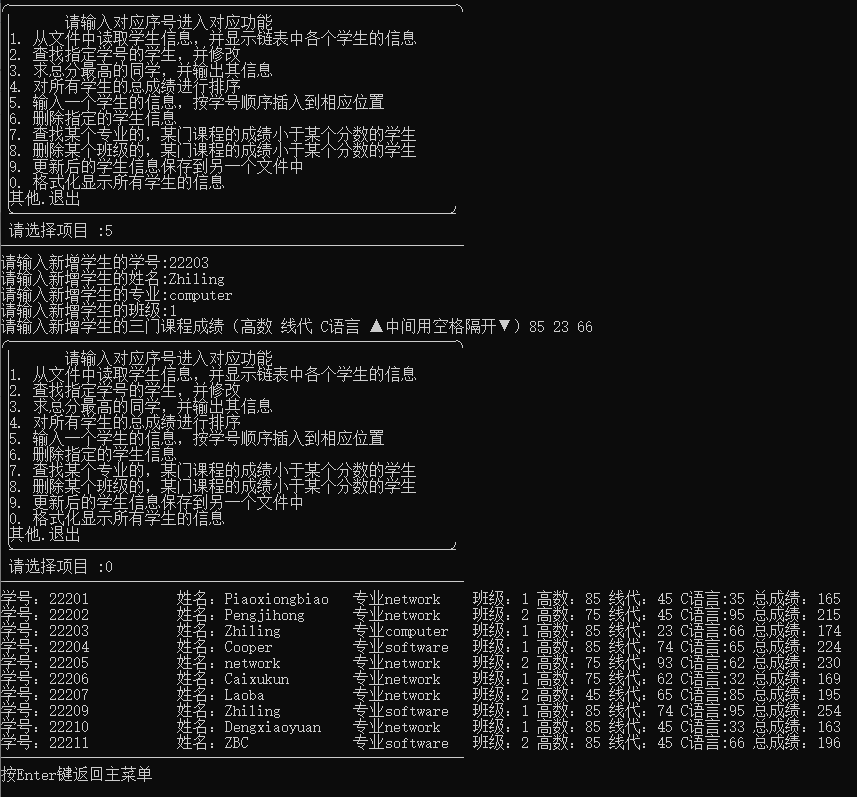 请输入对应序号进入对应功能
1. 从文件中读取学生信息，并显示链表中各个学生的信息
2. 查找指定学号的学生，并修改
3. 求总分最高的同学，并输出其信息
4. 对所有学生的总成绩进行排序
5. 输入一个学生的信息，按学号顺序插入到相应位置
6. 删除指定的学生信息
7. 查找某个专业的，某门课程的成绩小于某个分数的学生
8. 删除某个班级的，某门课程的成绩小于某个分数的学生
9. 更新后的学生信息保存到另一个文件中
0. 格式化显示所有学生的信息
其他.退出
请选择项目 :5
请输入新增学生的学号:22203
请输入新增学生的姓名:Zhiling
请输入新增学生的专业:computer
请输入新增学生的班级:1
请输入新增学生的三门课程成绩（高数 线代 C语言 ▲中间用空格隔开▼）85 23 66
请输入对应序号进入对应功能
1. 从文件中读取学生信息，并显示链表中各个学生的信息
2. 查找指定学号的学生，并修改
3. 求总分最高的同学，并输出其信息
4. 对所有学生的总成绩进行排序
5. 输入一个学生的信息，按学号顺序插入到相应位置
6. 删除指定的学生信息
7. 查找某个专业的，某门课程的成绩小于某个分数的学生
8. 删除某个班级的，某门课程的成绩小于某个分数的学生
9. 更新后的学生信息保存到另一个文件中
0. 格式化显示所有学生的信息
其他.退出
请选择项目 :0
学号：22201 姓名：Piaoxiongbiao 专业network 班级：1 高数：85 线代：45 C语言:35 总成绩：165
学号：22202 姓名：Pengjihong 专业network 班级：2 高数：75 线代：45 C语言:95 总成绩：215
学号：22203 姓名：Zhiling 专业computer 班级：1 高数：85 线代：23 C语言:66 总成绩：174
学号：22204 姓名：Cooper 专业software 班级：1 高数：85 线代：74 C语言:65 总成绩：224
学号：22205 姓名：network 专业network 班级：2 高数：75 线代：93 C语言:62 总成绩：230
学号：22206 姓名：Caixukun 专业network 班级：1 高数：75 线代：62 C语言:32 总成绩：169
学号：22207 姓名：Laoba 专业network 班级：2 高数：45 线代：65 C语言:85 总成绩：195
学号：22209 姓名：Zhiling 专业software 班级：1 高数：85 线代：74 C语言:95 总成绩：254
学号：22210 姓名：Dengxiaoyuan 专业network 班级：1 高数：85 线代：45 C语言:33 总成绩：163
学号：22211 姓名：ZBC 专业software 班级：2 高数：85 线代：45 C语言:66 总成绩：196
按Enter键返回主菜单